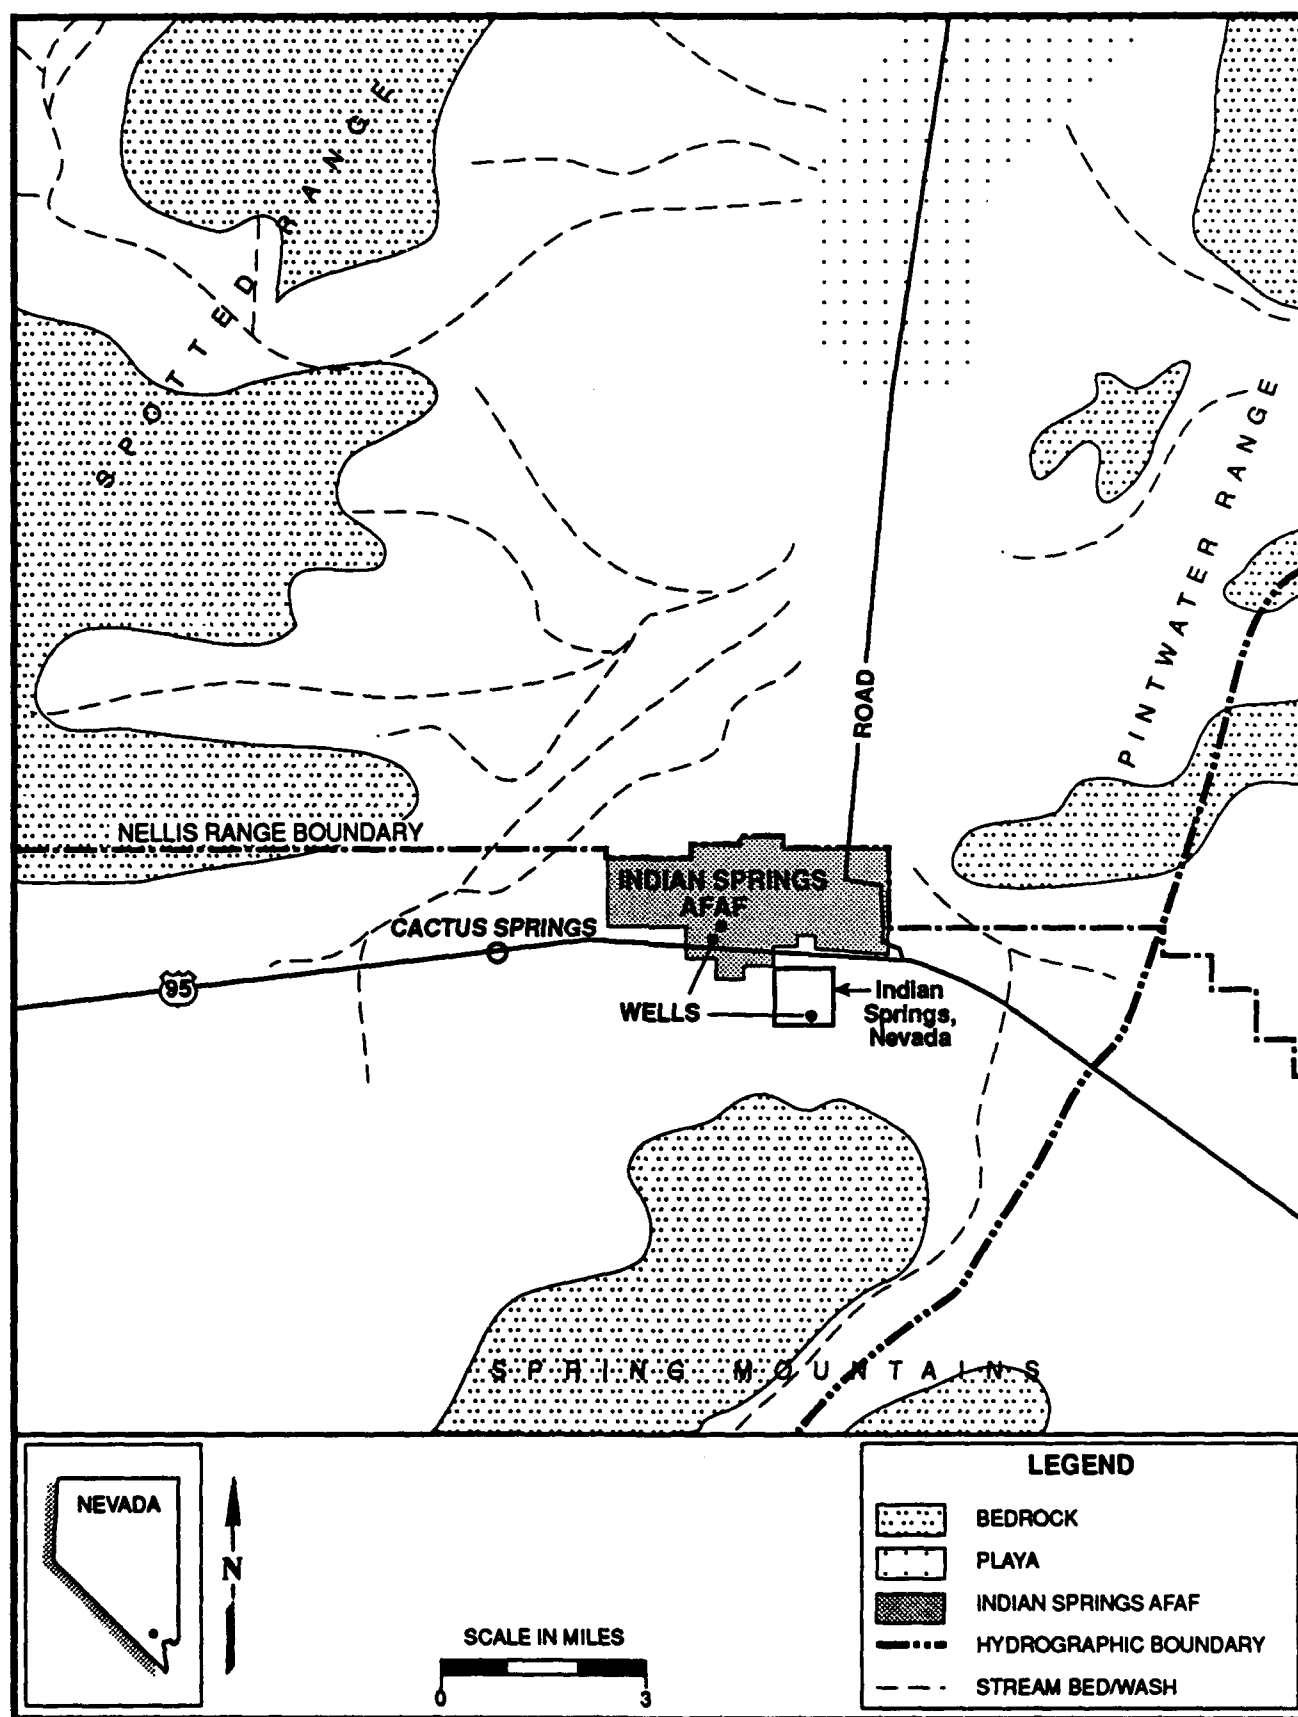 SPOTTED RANGE
PINTWATER RANGE
ROAD
NELLIS RANGE BOUNDARY
INDIAN SPRINGS
AFAF
CACTUS SPRINGS
95
WELLS
Indian
Springs,
Nevada
SPRING MOUNTAINS
NEVADA
N
SCALE IN MILES
0 3
LEGEND
BEDROCK
PLAYA
INDIAN SPRINGS AFAF
HYDROGRAPHIC BOUNDARY
STREAM BED/WASH